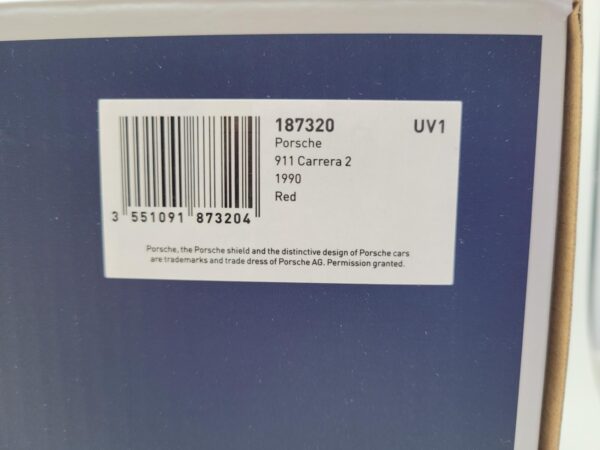 187320
UV1
Porsche
911 Carrera 2
1990
Red
3 551091 873204
Porsche, the Porsche shield and the distinctive design of Porsche cars
are trademarks and trade dress of Porsche AG. Permission granted.